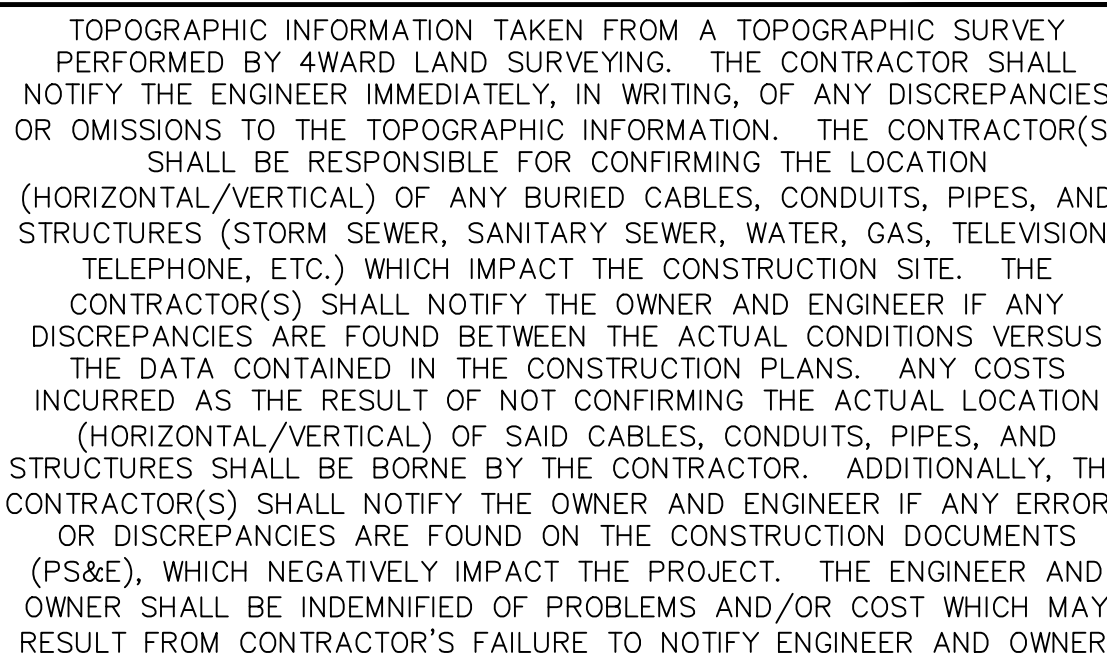 TOPOGRAPHIC INFORMATION TAKEN FROM A TOPOGRAPHIC SURVEY
PERFORMED BY 4WARD LAND SURVEYING. THE CONTRACTOR SHALL
NOTIFY THE ENGINEER IMMEDIATELY, IN WRITING, OF ANY DISCREPANCIES
OR OMISSIONS TO THE TOPOGRAPHIC INFORMATION. THE CONTRACTOR(S
SHALL BE RESPONSIBLE FOR CONFIRMING THE LOCATION
(HORIZONTAL/VERTICAL) OF ANY BURIED CABLES, CONDUITS, PIPES, AND
STRUCTURES (STORM SEWER, SANITARY SEWER, WATER, GAS, TELEVISION
TELEPHONE, ETC.) WHICH IMPACT THE CONSTRUCTION SITE. THE
CONTRACTOR(S) SHALL NOTIFY THE OWNER AND ENGINEER IF ANY
DISCREPANCIES ARE FOUND BETWEEN THE ACTUAL CONDITIONS VERSUS
THE DATA CONTAINED IN THE CONSTRUCTION PLANS. ANY COSTS
INCURRED AS THE RESULT OF NOT CONFIRMING THE ACTUAL LOCATION
(HORIZONTAL/VERTICAL) OF SAID CABLES, CONDUITS, PIPES, AND
STRUCTURES SHALL BE BORNE BY THE CONTRACTOR. ADDITIONALLY, TH
CONTRACTOR(S) SHALL NOTIFY THE OWNER AND ENGINEER IF ANY ERROR
OR DISCREPANCIES ARE FOUND ON THE CONSTRUCTION DOCUMENTS
(PS&E), WHICH NEGATIVELY IMPACT THE PROJECT. THE ENGINEER AND
OWNER SHALL BE INDEMNIFIED OF PROBLEMS AND/OR COST WHICH MAY
RESULT FROM CONTRACTOR'S FAILURE TO NOTIFY ENGINEER AND OWNER